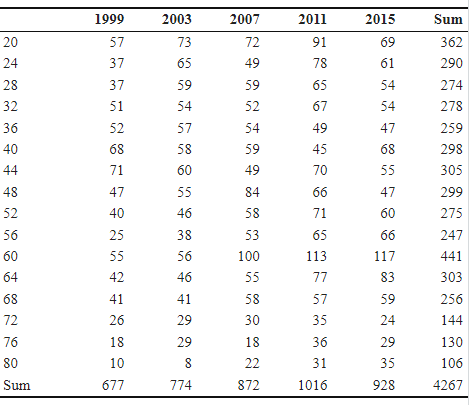 1999 2003 2007 2011 2015 Sum
20 57 73 72 91 69 362
24 37 65 49 78 61 290
28 37 59 59 65 54 274
32 51 54 52 67 54 278
36 52 57 54 49 47 259
40 68 58 59 45 68 298
44 71 60 49 70 55 305
48 47 55 84 66 47 299
52 40 46 58 71 60 275
56 25 38 53 65 66 247
60 55 56 100 113 117 441
64 42 46 55 77 83 303
68 41 41 58 57 59 256
72 26 29 30 35 24 144
76 18 29 18 36 29 130
80 10 8 22 31 35 106
Sum 677 774 872 1016 928 4267